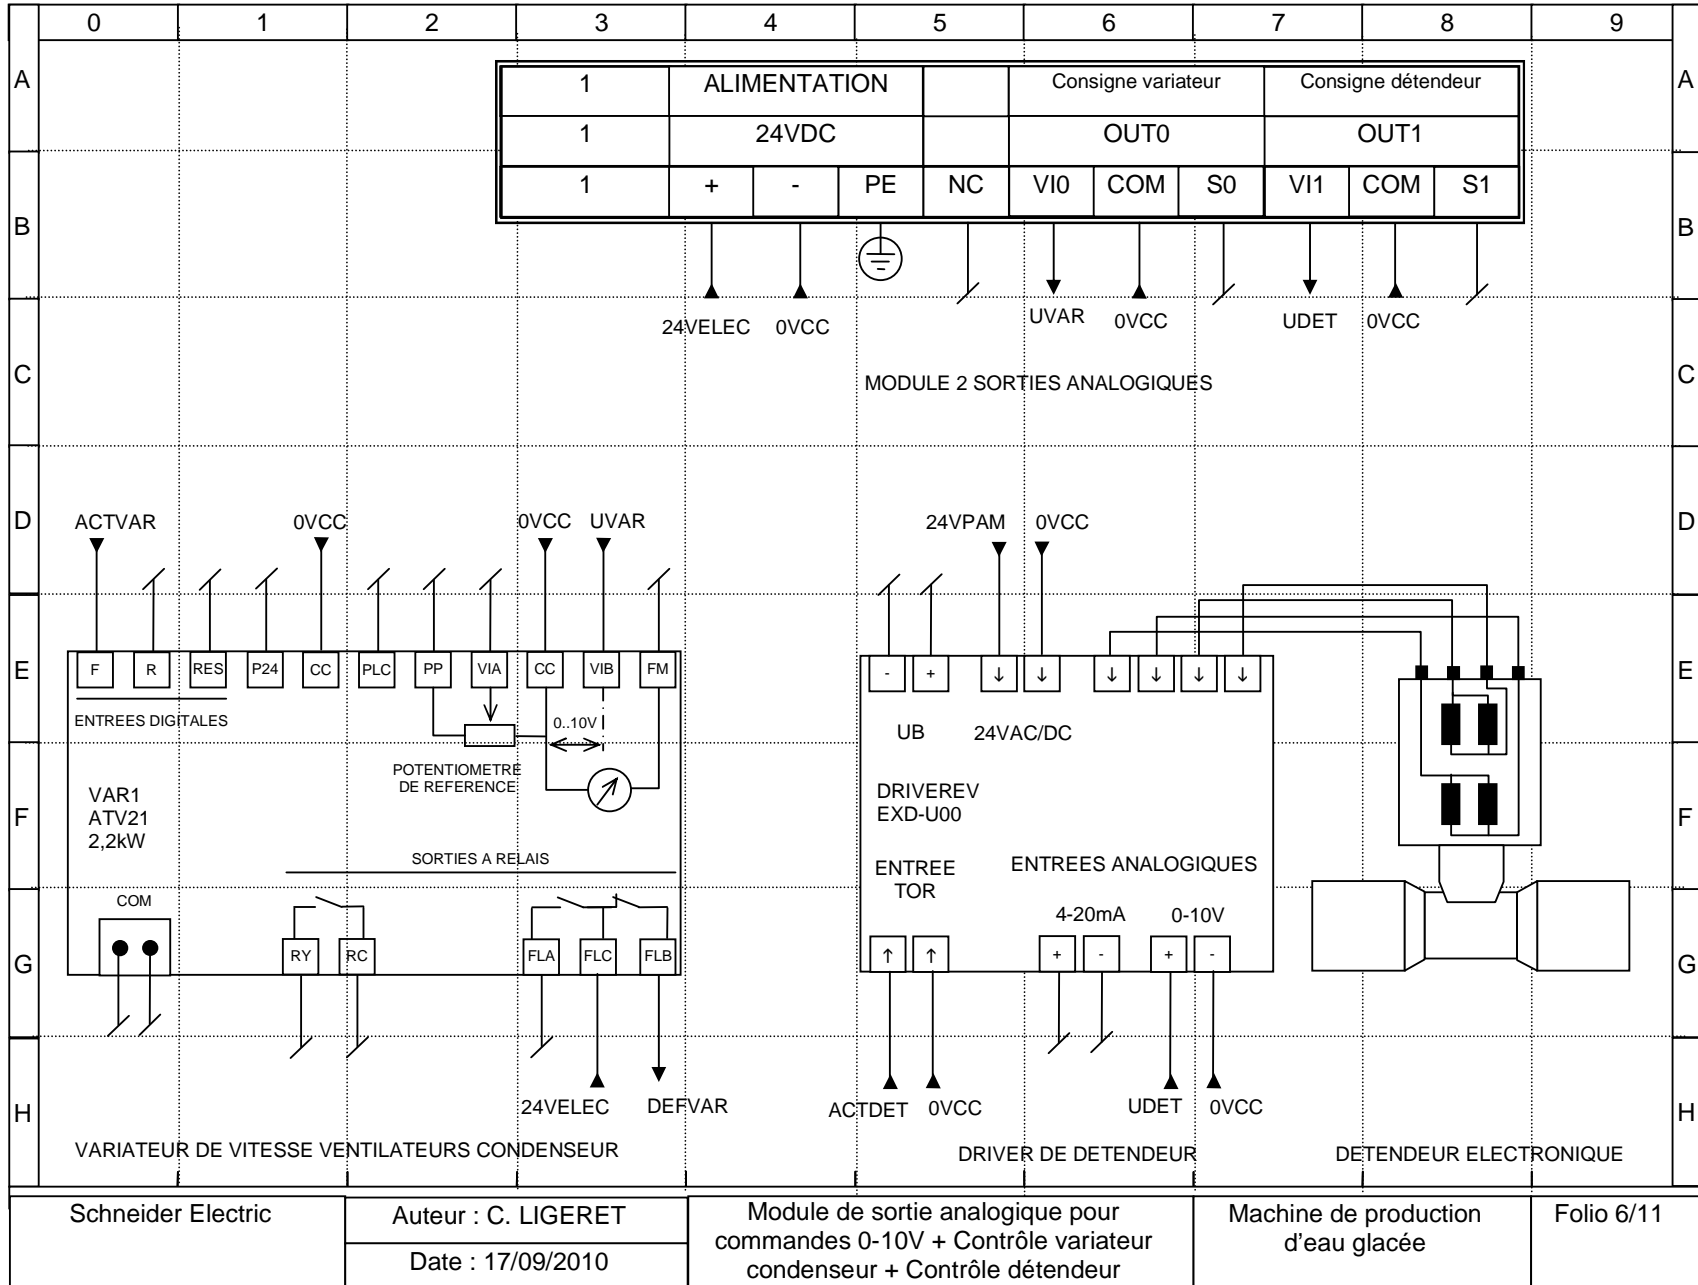 0 1 2 3 4 5 6 7 8 9
A A
1 ALIMENTATION Consigne variateur Consigne détendeur
1 24VDC OUT0 OUT1
1 + - PE NC VI0 COM S0 VI1 COM S1
B B
24VELEC 0VCC UVAR 0VCC UDET 0VCC
C C
MODULE 2 SORTIES ANALOGIQUES
D D
ACTVAR 0VCC 0VCC UVAR 24VPAM 0VCC
E E
F R RES P24 CC PLC PP VIA CC VIB FM
- + ↓ ↓ ↓ ↓ ↓ ↓
ENTREES DIGITALES
0..10V
UB 24VAC/DC
POTENTIOMETRE
DE REFERENCE
F F
VAR1
ATV21
2,2kW
DRIVEREV
EXD-U00
SORTIES A RELAIS
ENTREE
TOR
ENTREES ANALOGIQUES
COM
4-20mA 0-10V
G G
RY RC FLA FLC FLB
↑ ↑ + - + -
H H
24VELEC DEFVAR ACTDET 0VCC UDET 0VCC
VARIATEUR DE VITESSE VENTILATEURS CONDENSEUR
DRIVER DE DETENDEUR
DETENDEUR ELECTRONIQUE
Schneider Electric
Auteur : C. LIGERET
Date : 17/09/2010
Module de sortie analogique pour
commandes 0-10V + Contrôle variateur
condenseur + Contrôle détendeur
Machine de production
d'eau glacée
Folio 6/11